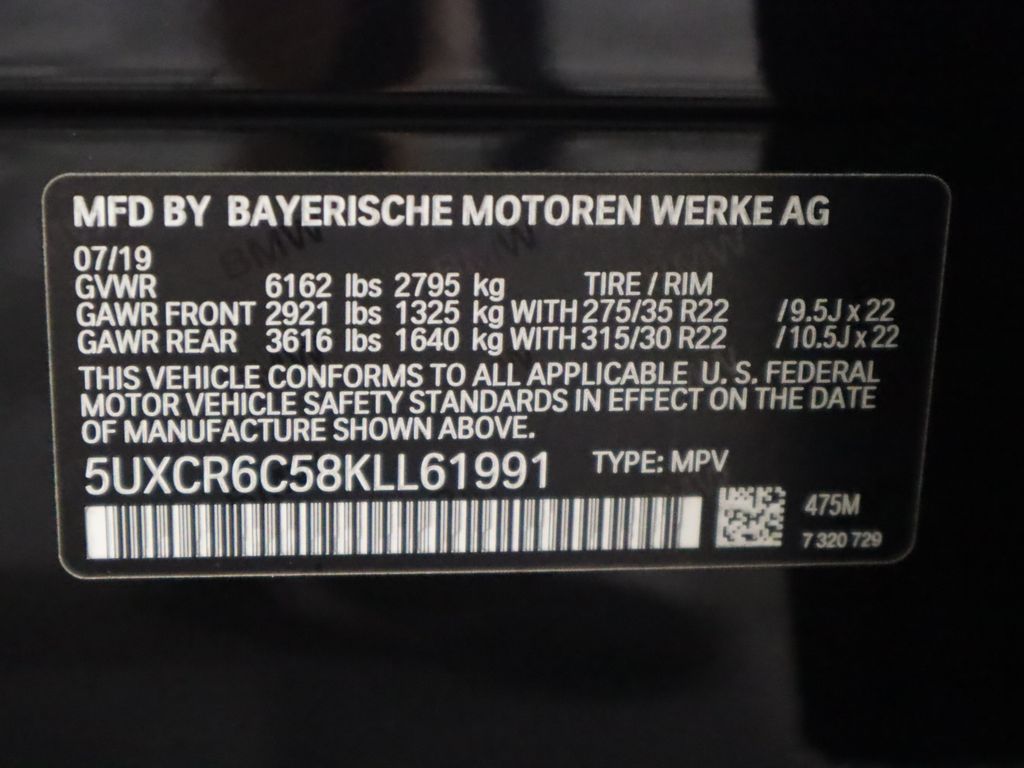 MFD BY BAYERISCHE MOTOREN WERKE AG
07/19
GVWR 6162 lbs 2795 kg TIRE / RIM
GAWR FRONT 2921 lbs 1325 kg WITH 275/35 R22 /9.5J x 22
GAWR REAR 3616 lbs 1640 kg WITH 315/30 R22 /10.5J x 22
THIS VEHICLE CONFORMS TO ALL APPLICABLE U. S. FEDERAL
MOTOR VEHICLE SAFETY STANDARDS IN EFFECT ON THE DATE
OF MANUFACTURE SHOWN ABOVE.
5UXCR6C58KLL61991 TYPE: MPV
475M
7 320 729
BMW
BMW
BMW